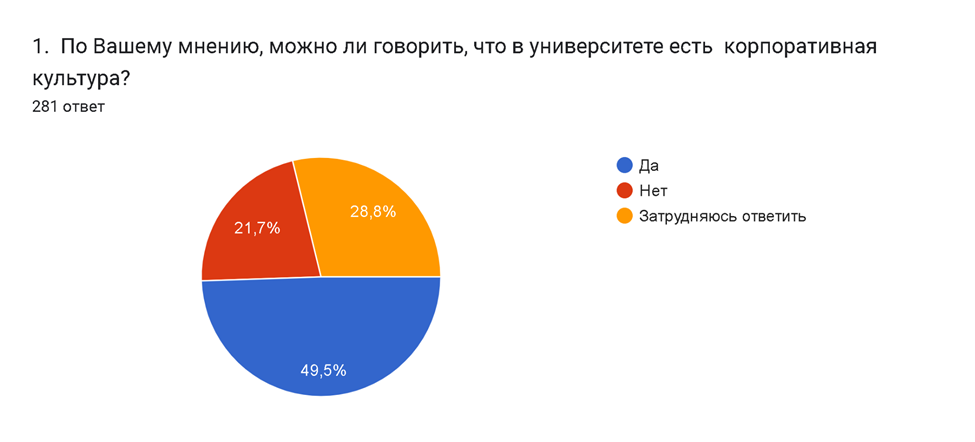 1. По Вашему мнению, можно ли говорить, что в университете есть корпоративная
культура?
281 ответ
Да
Нет
Затрудняюсь ответить
28,8%
21,7%
49,5%